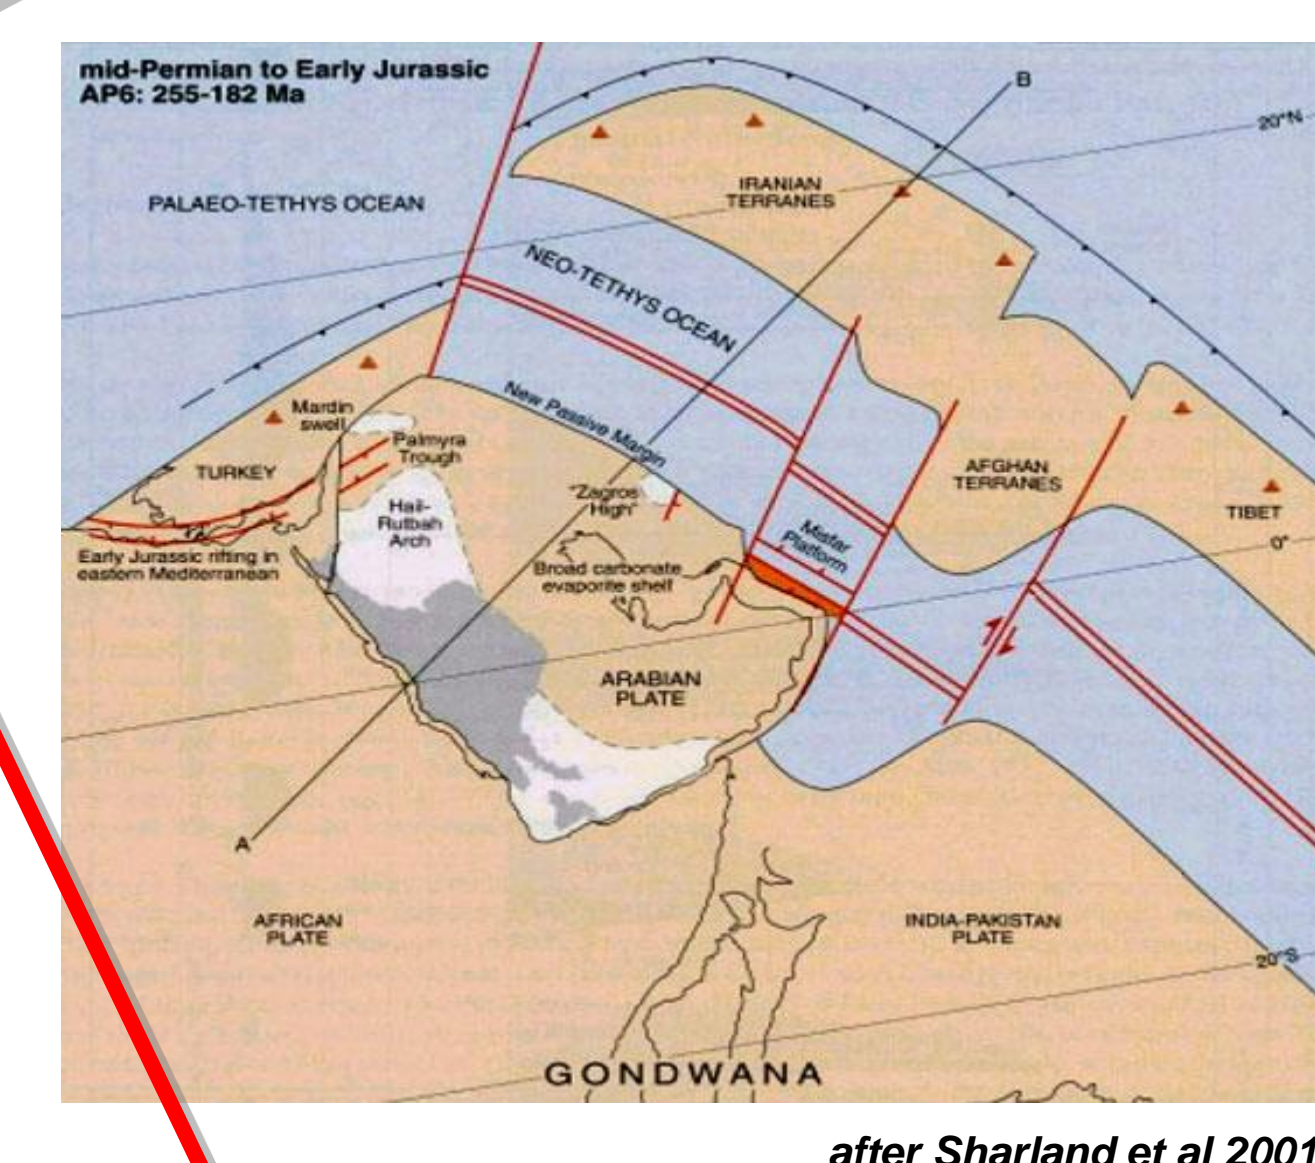 mid-Permian to Early Jurassic
AP6: 255-182 Ma
B
20°N
PALAEO-TETHYS OCEAN
IRANIAN
TERRANES
NEO-TETHYS OCEAN
New Passive Margin
Mardin
swell
Palmyra
Trough
TURKEY
Hail-
Rutbah
Arch
"Zagros
High"
AFGHAN
TERRANES
TIBET
0°
Misfar
Platform
Early Jurassic rifting in
eastern Mediterranean
Broad carbonate
evaporite shelf
ARABIAN
PLATE
A
AFRICAN
PLATE
INDIA-PAKISTAN
PLATE
20°S
GONDWANA
after Sharland et al 2001